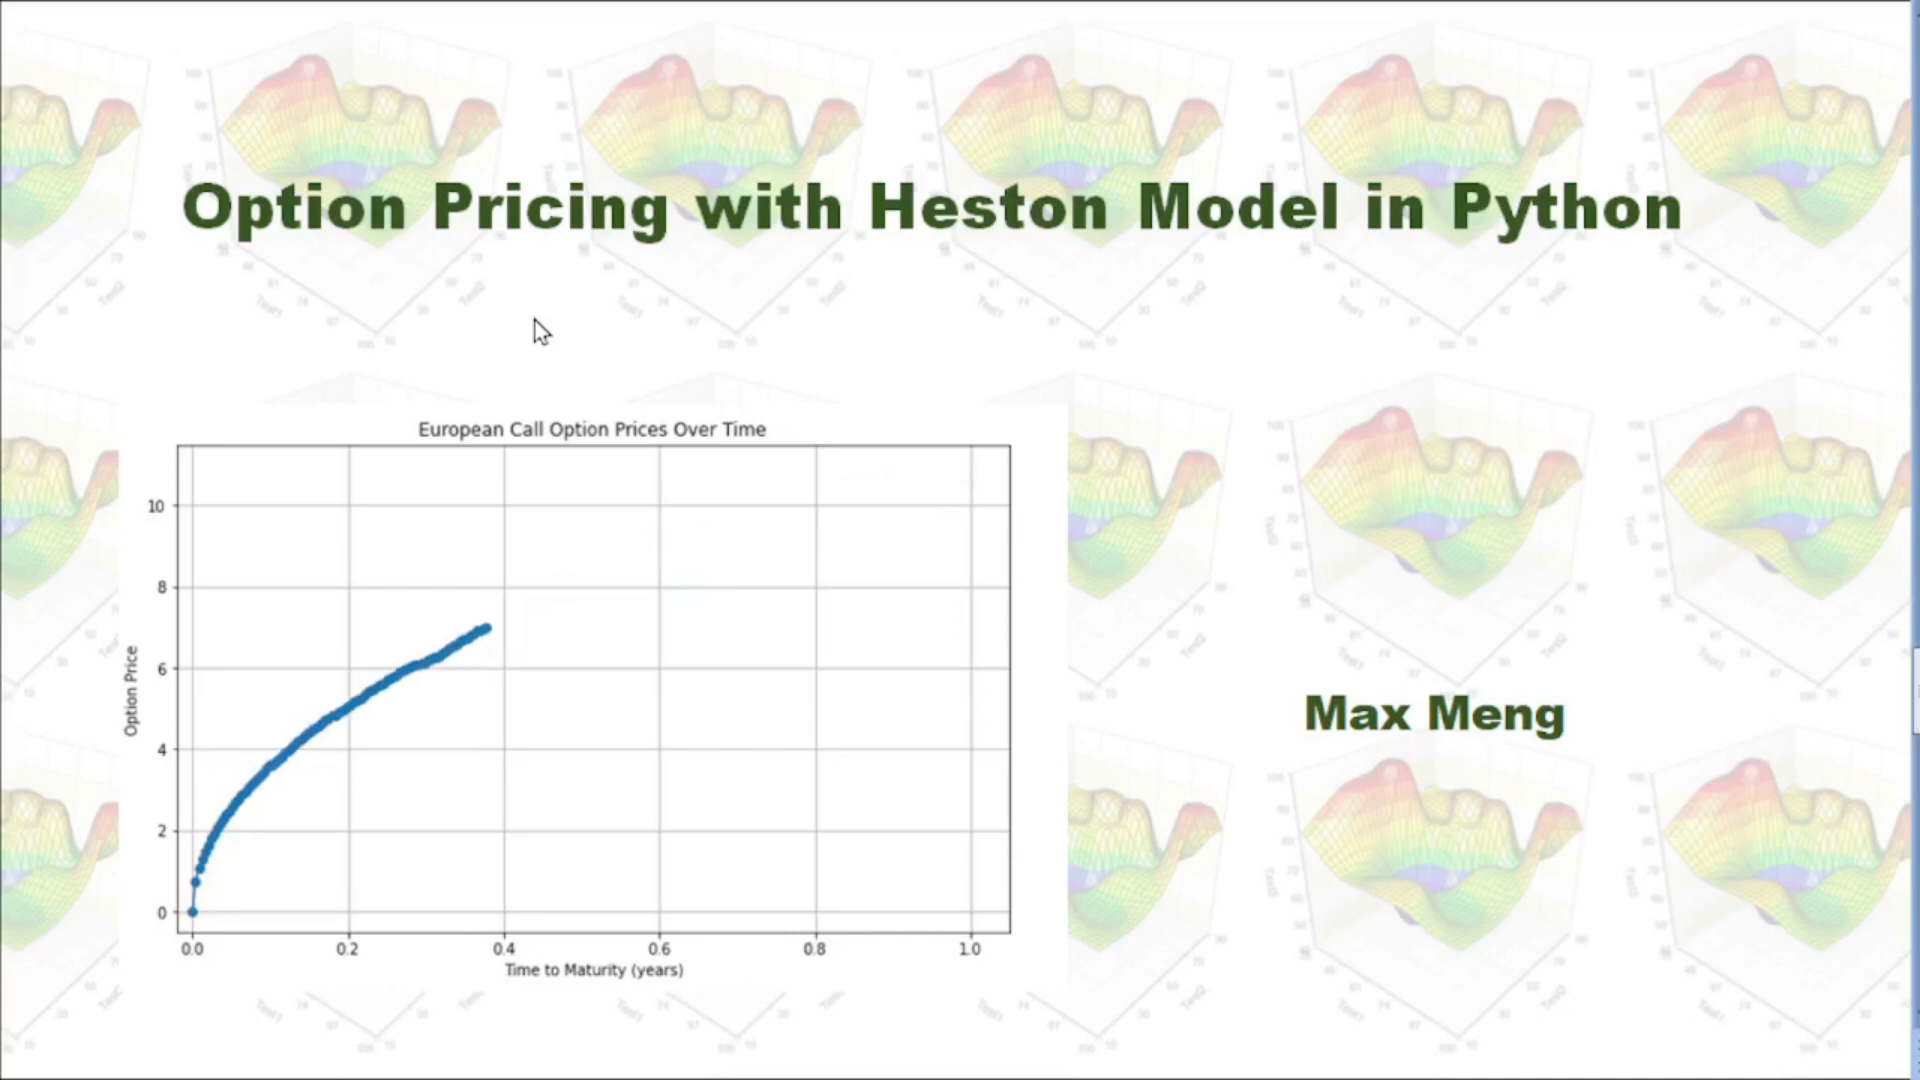 Option Pricing with Heston Model in Python
European Call Option Prices Over Time
10
8
6
4
2
0
Option Price
0.0 0.2 0.4 0.6 0.8 1.0
Time to Maturity (years)
Max Meng